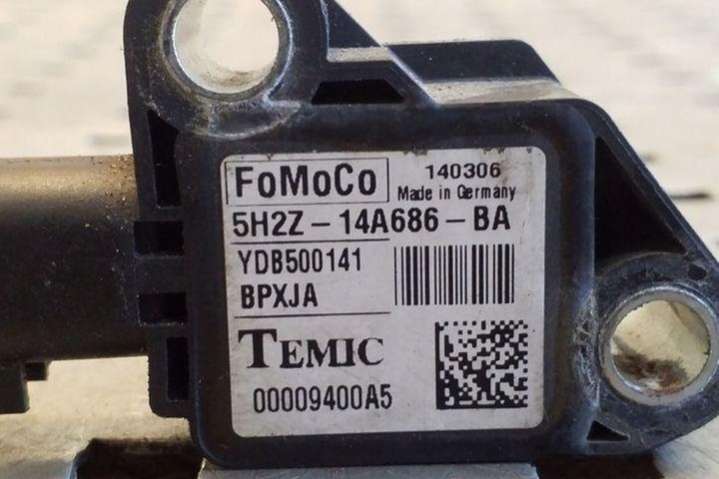 FoMoCo 140306
Made in Germany
5H2Z-14A686-BA
YDB500141
BPXJA
TEMIC
00009400A5